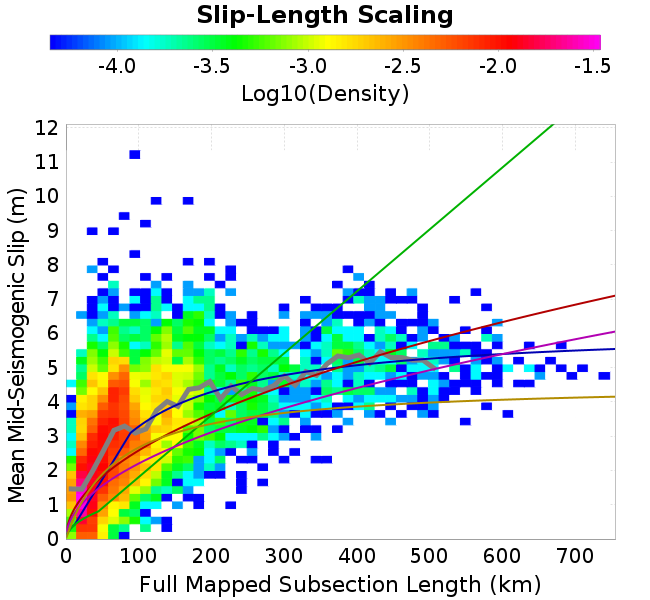 Slip-Length Scaling
-4.0 -3.5 -3.0 -2.5 -2.0 -1.5
Log10(Density)
12
11
10
9
8
7
6
5
4
3
2
1
0
Mean Mid-Seismogenic Slip (m)
0 100 200 300 400 500 600 700
Full Mapped Subsection Length (km)